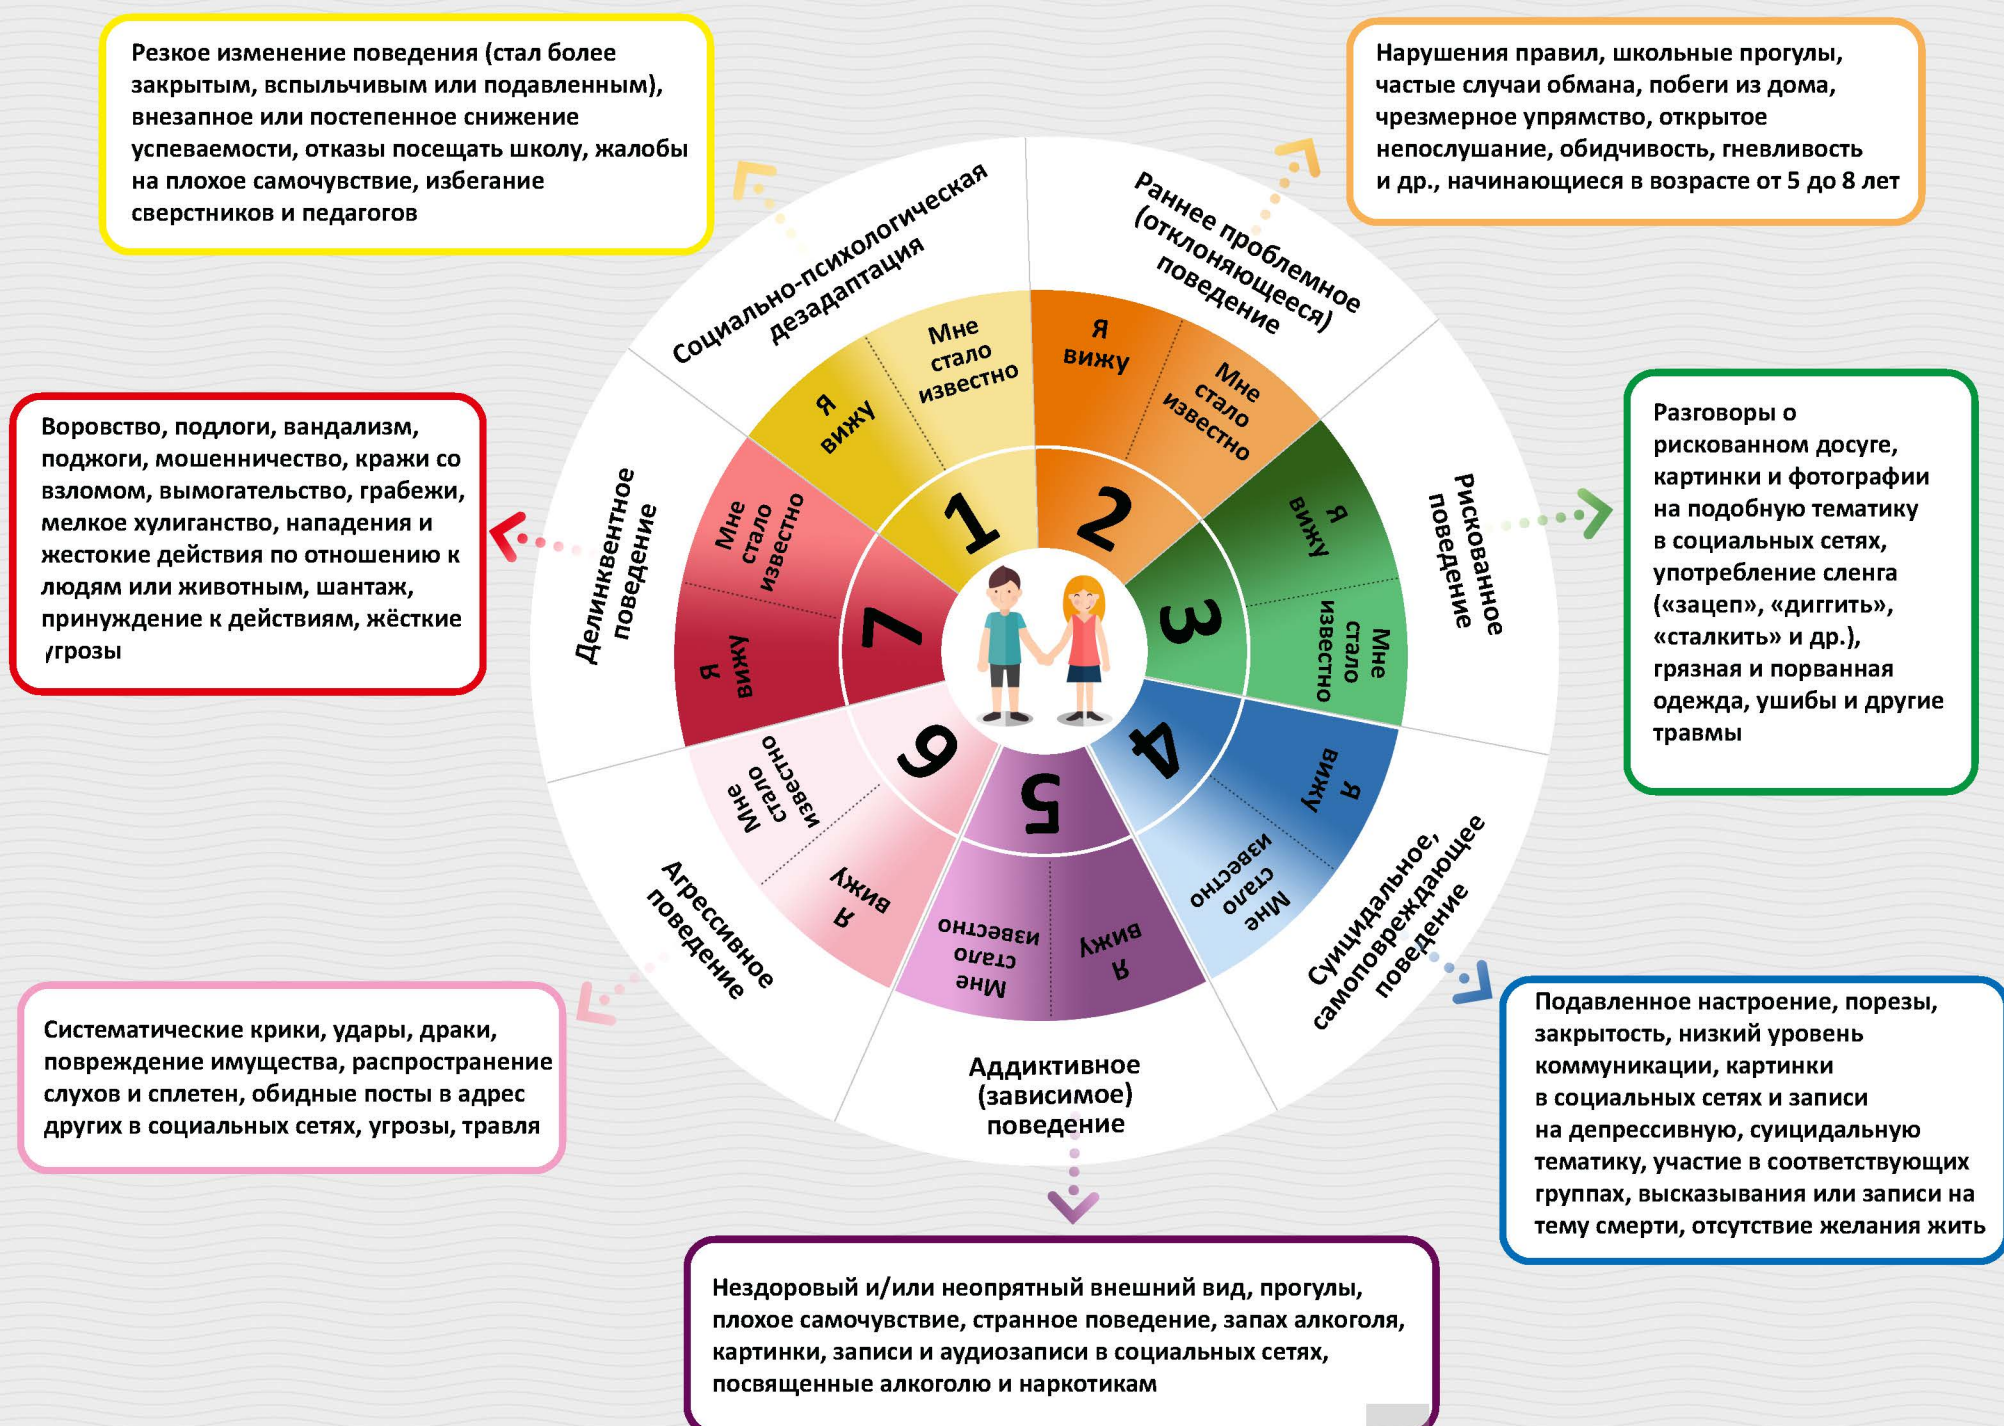 Резкое изменение поведения (стал более
закрытым, вспыльчивым или подавленным),
внезапное или постепенное снижение
успеваемости, отказы посещать школу, жалобы
на плохое самочувствие, избегание
сверстников и педагогов
Нарушения правил, школьные прогулы,
частые случаи обмана, побеги из дома,
чрезмерное упрямство, открытое
непослушание, обидчивость, гневливость
и др., начинающиеся в возрасте от 5 до 8 лет
Социально-психологическая
дезадаптация
Я
вижу
Мне
стало
известно
1
Раннее проблемное
(отклоняющееся)
поведение
Я
вижу
Мне
стало
известно
2
Рискованное
поведение
Я
вижу
Мне
стало
известно
3
Разговоры о
рискованном досуге,
картинки и фотографии
на подобную тематику
в социальных сетях,
употребление сленга
(«зацеп», «диггить»,
«сталкить» и др.),
грязная и порванная
одежда, ушибы и другие
травмы
Суицидальное,
самоповреждающее
поведение
Я
вижу
Мне
стало
известно
4
Подавленное настроение, порезы,
закрытость, низкий уровень
коммуникации, картинки
в социальных сетях и записи
на депрессивную, суицидальную
тематику, участие в соответствующих
группах, высказывания или записи на
тему смерти, отсутствие желания жить
Аддиктивное
(зависимое)
поведение
Я
вижу
Мне
стало
известно
5
Нездоровый и/или неопрятный внешний вид, прогулы,
плохое самочувствие, странное поведение, запах алкоголя,
картинки, записи и аудиозаписи в социальных сетях,
посвященные алкоголю и наркотикам
Агрессивное
поведение
Я
вижу
Мне
стало
известно
6
Систематические крики, удары, драки,
повреждение имущества, распространение
слухов и сплетен, обидные посты в адрес
других в социальных сетях, угрозы, травля
Делинквентное
поведение
Я
вижу
Мне
стало
известно
7
Воровство, подлоги, вандализм,
поджоги, мошенничество, кражи со
взломом, вымогательство, грабежи,
мелкое хулиганство, нападения и
жестокие действия по отношению к
людям или животным, шантаж,
принуждение к действиям, жёсткие
угрозы